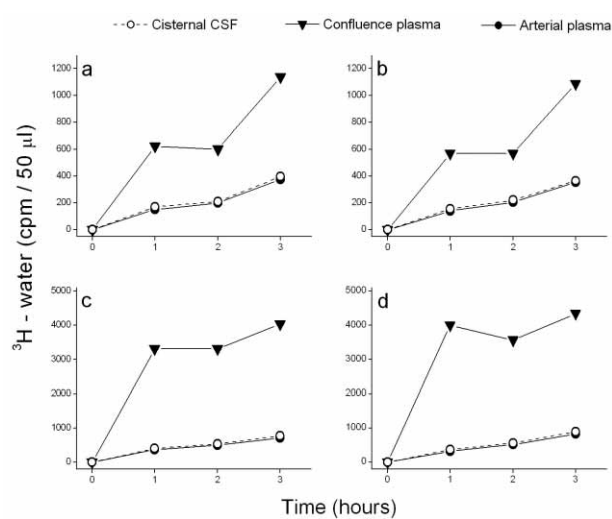 Cisternal CSF Confluence plasma Arterial plasma
a b
1200 1200
1000 1000
800 800
600 600
400 400
200 200
0 0
0 1 2 3 0 1 2 3
c d
5000 5000
4000 4000
3000 3000
2000 2000
1000 1000
0 0
0 1 2 3 0 1 2 3
³H - water (cpm / 50 µl)
Time (hours)